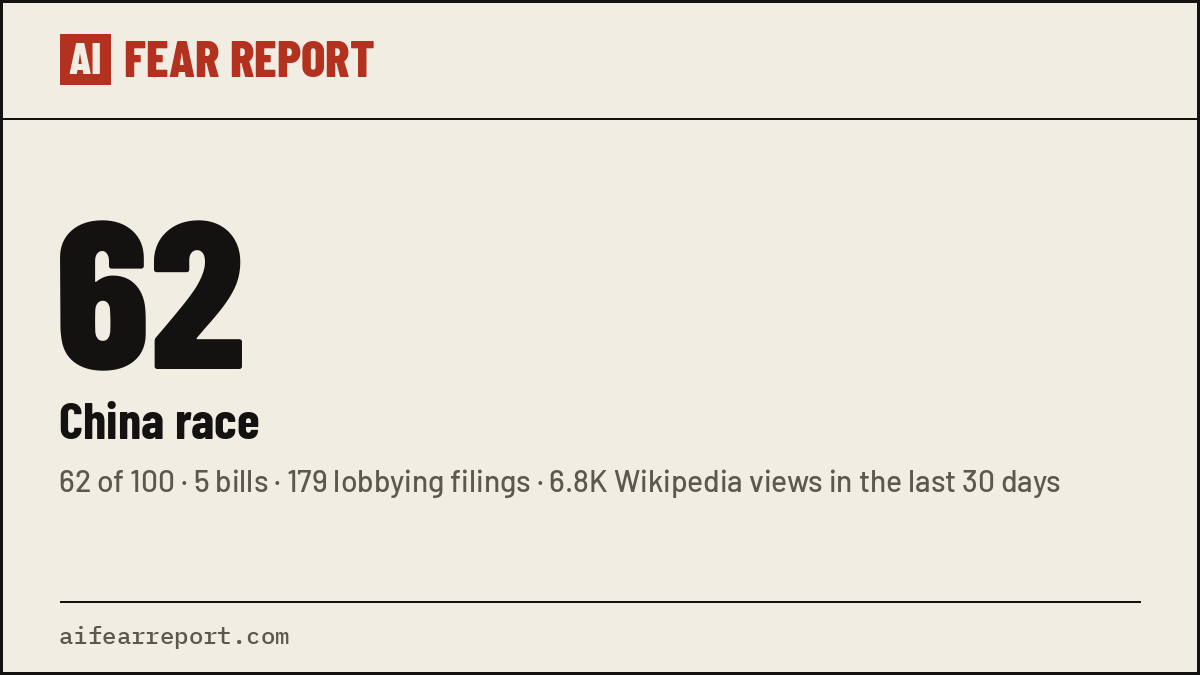 AI FEAR REPORT
62
China race
62 of 100 · 5 bills · 179 lobbying filings · 6.8K Wikipedia views in the last 30 days
aifearreport.com